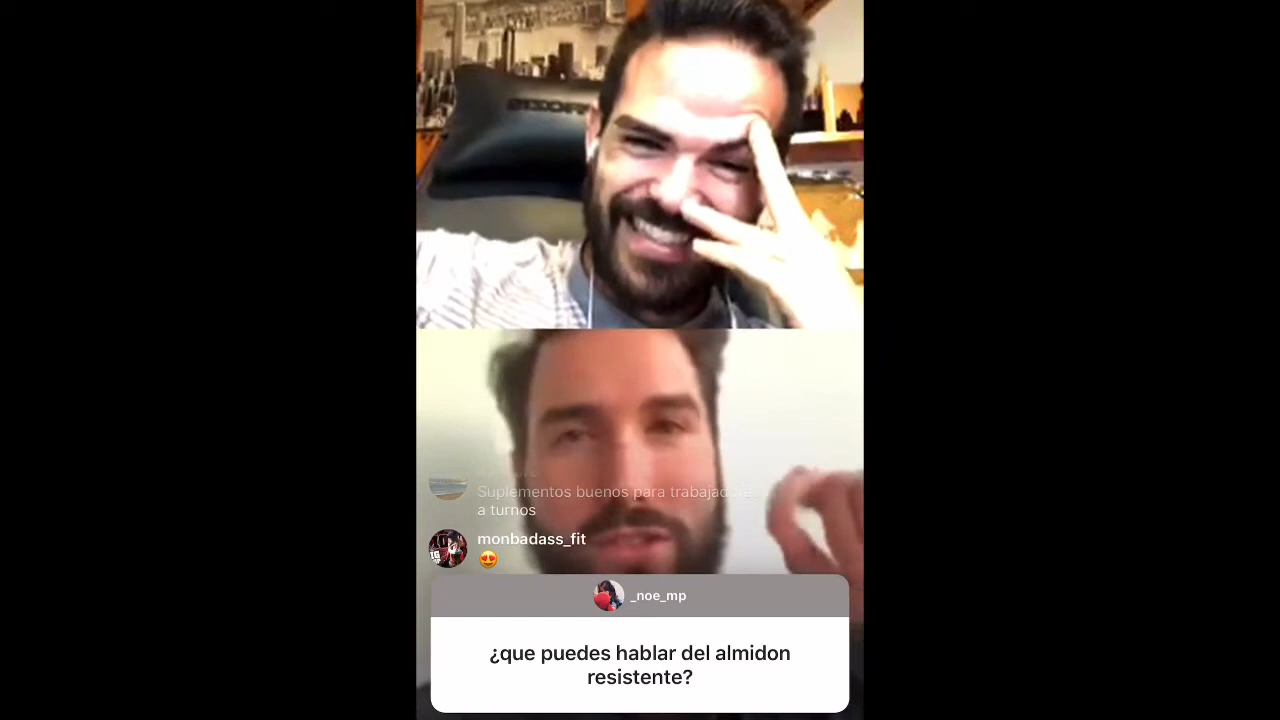 Suplementos buenos para trabajadores
a turnos
monbadass_fit
_noe_mp
¿que puedes hablar del almidon
resistente?